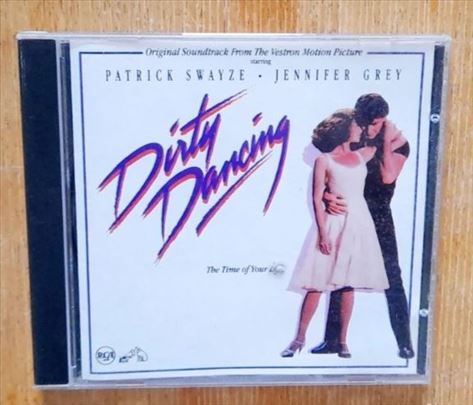 Original Soundtrack From The Vestron Motion Picture
starring
PATRICK SWAYZE • JENNIFER GREY
Dirty
Dancing
The Time of Your
RCA